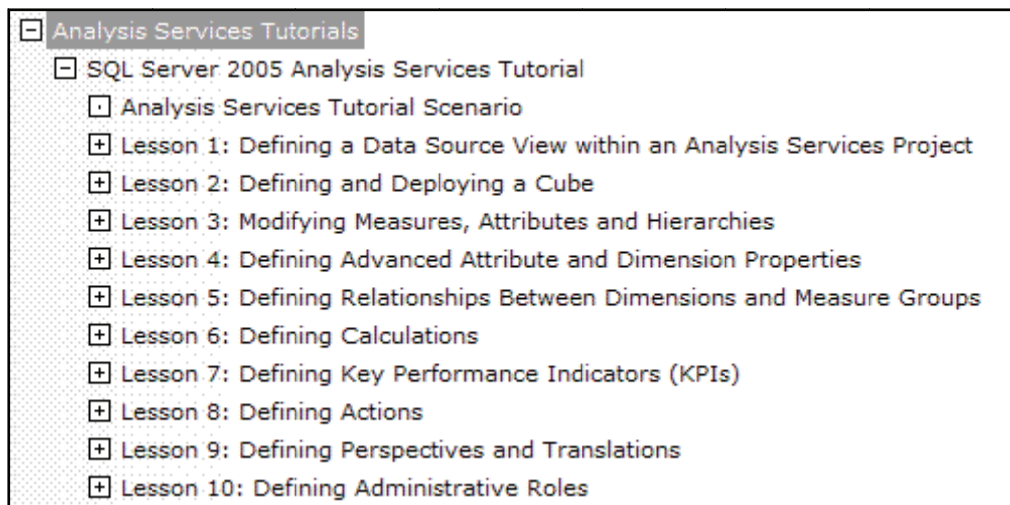 Analysis Services Tutorials
SQL Server 2005 Analysis Services Tutorial
Analysis Services Tutorial Scenario
Lesson 1: Defining a Data Source View within an Analysis Services Project
Lesson 2: Defining and Deploying a Cube
Lesson 3: Modifying Measures, Attributes and Hierarchies
Lesson 4: Defining Advanced Attribute and Dimension Properties
Lesson 5: Defining Relationships Between Dimensions and Measure Groups
Lesson 6: Defining Calculations
Lesson 7: Defining Key Performance Indicators (KPIs)
Lesson 8: Defining Actions
Lesson 9: Defining Perspectives and Translations
Lesson 10: Defining Administrative Roles